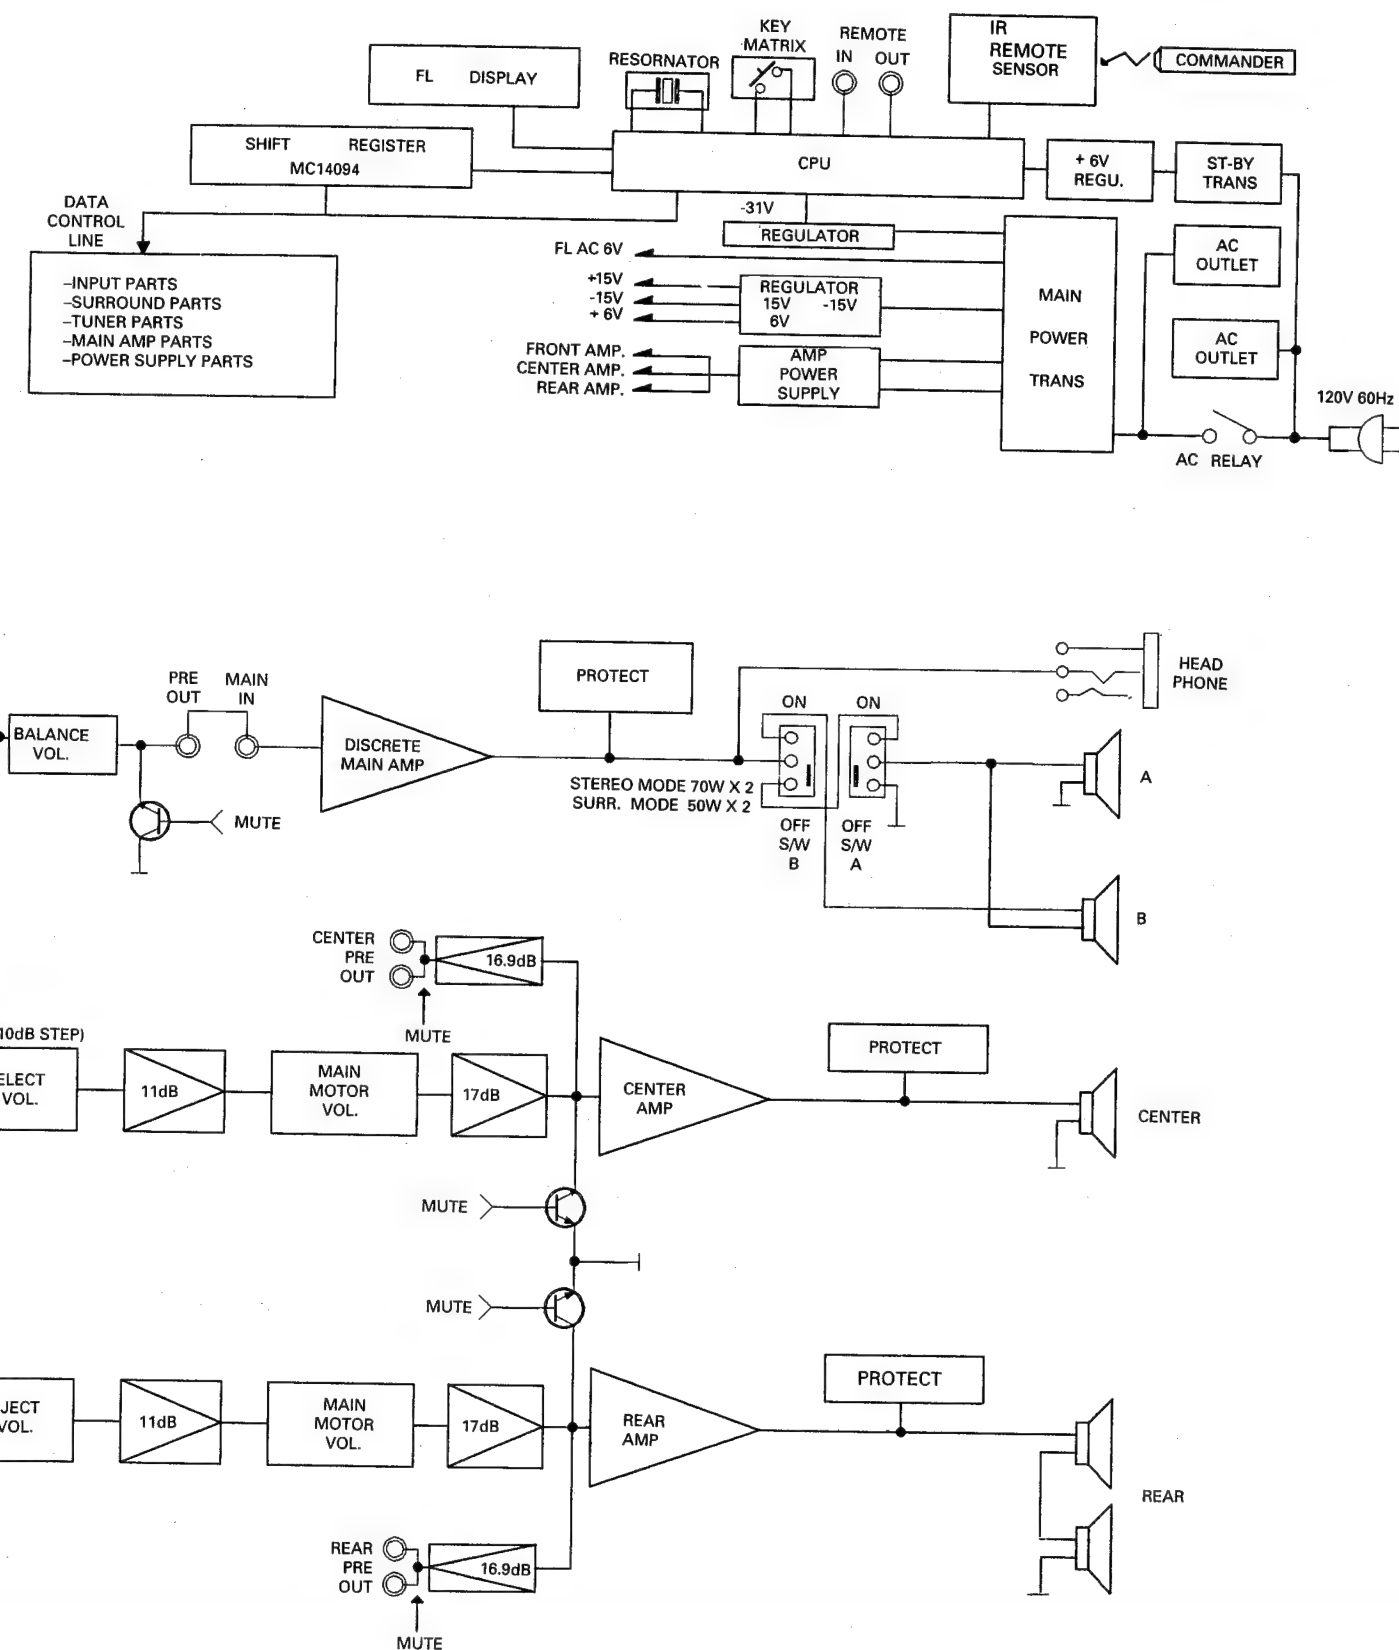 KEY
MATRIX
REMOTE
IN OUT
IR
REMOTE
SENSOR
COMMANDER
RESORNATOR
FL DISPLAY
SHIFT REGISTER
MC14094
CPU
+ 6V
REGU.
ST-BY
TRANS
DATA
CONTROL
LINE
-31V
REGULATOR
FL AC 6V
AC
OUTLET
–INPUT PARTS
–SURROUND PARTS
–TUNER PARTS
–MAIN AMP PARTS
–POWER SUPPLY PARTS
+15V
-15V
+ 6V
REGULATOR
15V -15V
6V
MAIN
POWER
TRANS
AC
OUTLET
FRONT AMP.
CENTER AMP.
REAR AMP.
AMP
POWER
SUPPLY
120V 60Hz
AC RELAY
PRE
OUT
MAIN
IN
PROTECT
HEAD
PHONE
BALANCE
VOL.
DISCRETE
MAIN AMP
ON
ON
STEREO MODE 70W X 2
SURR. MODE 50W X 2
A
MUTE
OFF
S/W
B
OFF
S/W
A
B
CENTER
PRE
OUT
16.9dB
MUTE
10dB STEP)
ELECT
VOL.
11dB
MAIN
MOTOR
VOL.
17dB
CENTER
AMP
PROTECT
CENTER
MUTE
MUTE
JECT
VOL.
11dB
MAIN
MOTOR
VOL.
17dB
REAR
AMP
PROTECT
REAR
REAR
PRE
OUT
16.9dB
MUTE